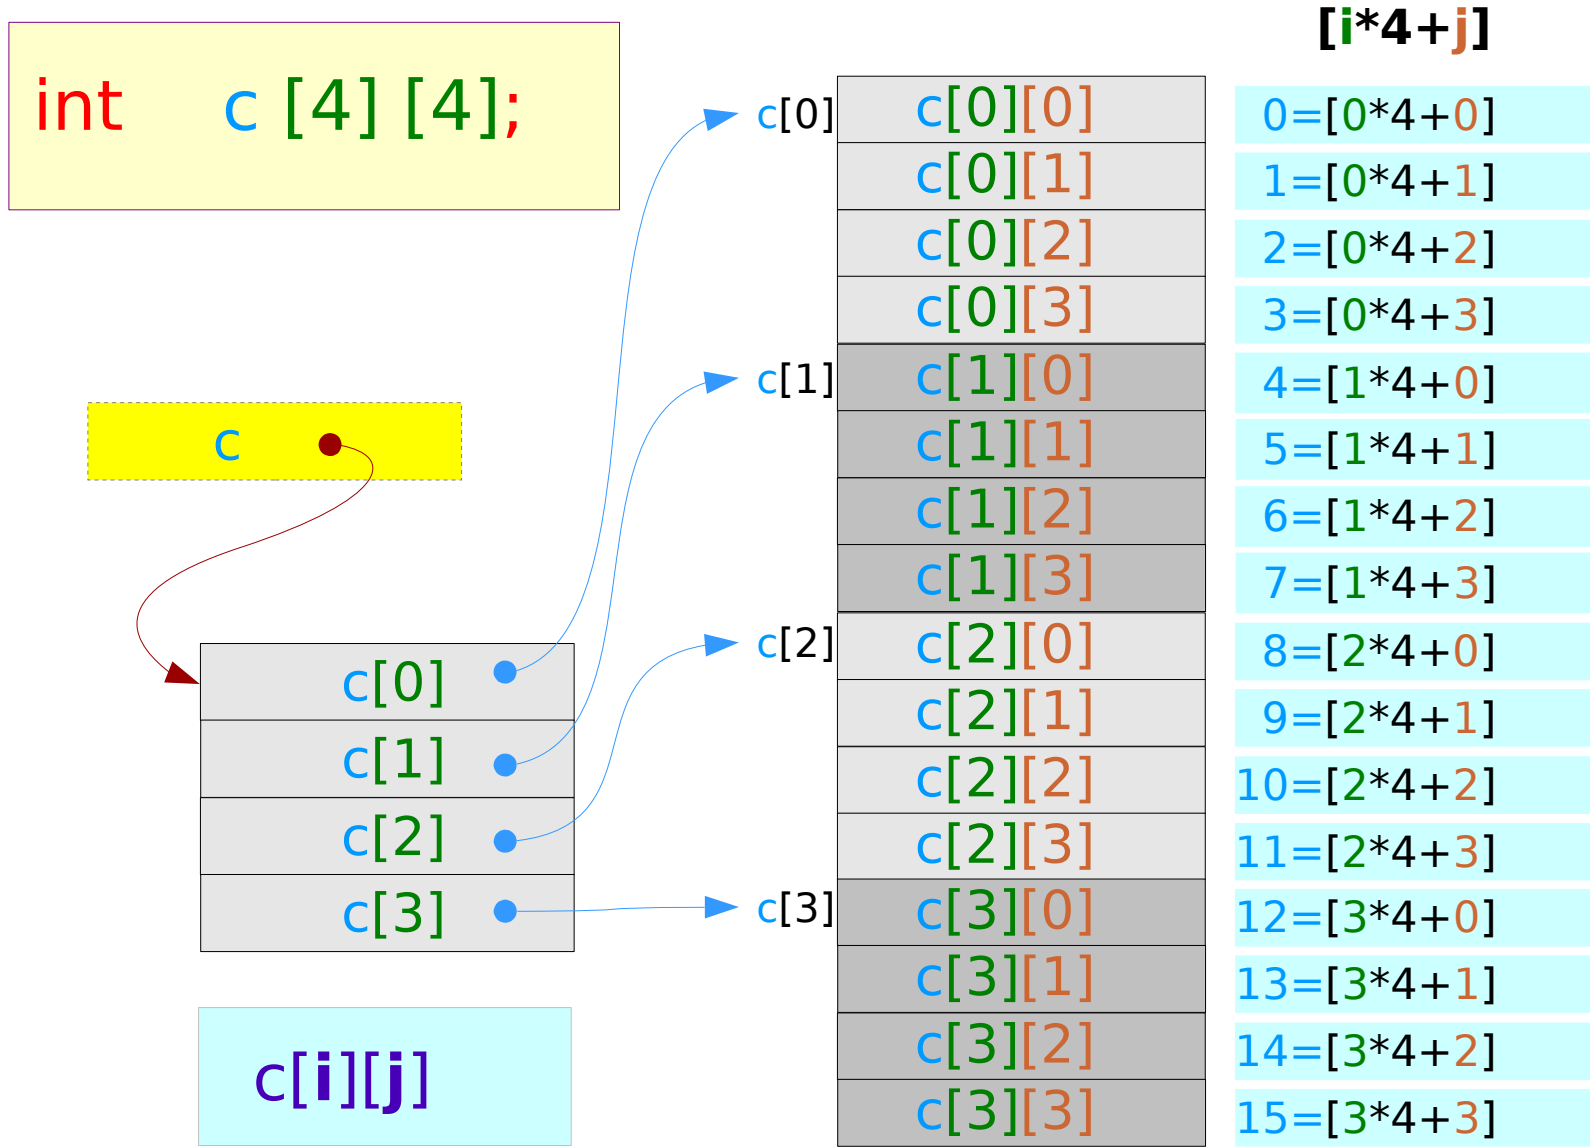 int c [4] [4];
c
c[0]
c[1]
c[2]
c[3]
c[i][j]
c[0]
c[1]
c[2]
c[3]
c[0][0]
c[0][1]
c[0][2]
c[0][3]
c[1][0]
c[1][1]
c[1][2]
c[1][3]
c[2][0]
c[2][1]
c[2][2]
c[2][3]
c[3][0]
c[3][1]
c[3][2]
c[3][3]
[i*4+j]
0=[0*4+0]
1=[0*4+1]
2=[0*4+2]
3=[0*4+3]
4=[1*4+0]
5=[1*4+1]
6=[1*4+2]
7=[1*4+3]
8=[2*4+0]
9=[2*4+1]
10=[2*4+2]
11=[2*4+3]
12=[3*4+0]
13=[3*4+1]
14=[3*4+2]
15=[3*4+3]